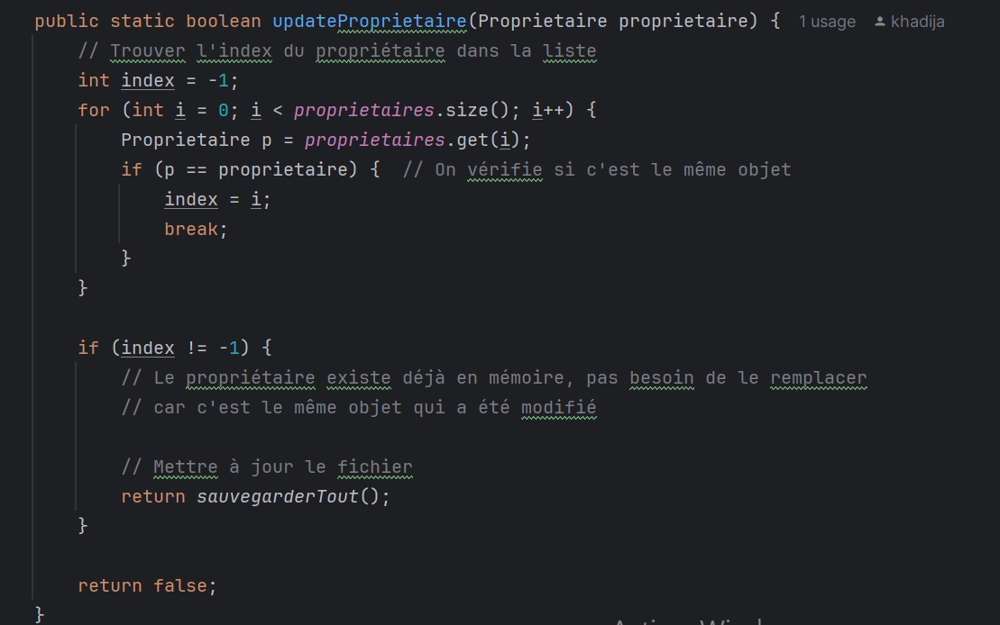 public static boolean updateProprietaire(Proprietaire proprietaire) { 1 usage khadija
// Trouver l'index du propriétaire dans la liste
int index = -1;
for (int i = 0; i < proprietaires.size(); i++) {
Proprietaire p = proprietaires.get(i);
if (p == proprietaire) { // On vérifie si c'est le même objet
index = i;
break;
}
}
if (index != -1) {
// Le propriétaire existe déjà en mémoire, pas besoin de le remplacer
// car c'est le même objet qui a été modifié
// Mettre à jour le fichier
return sauvegarderTout();
}
return false;
}